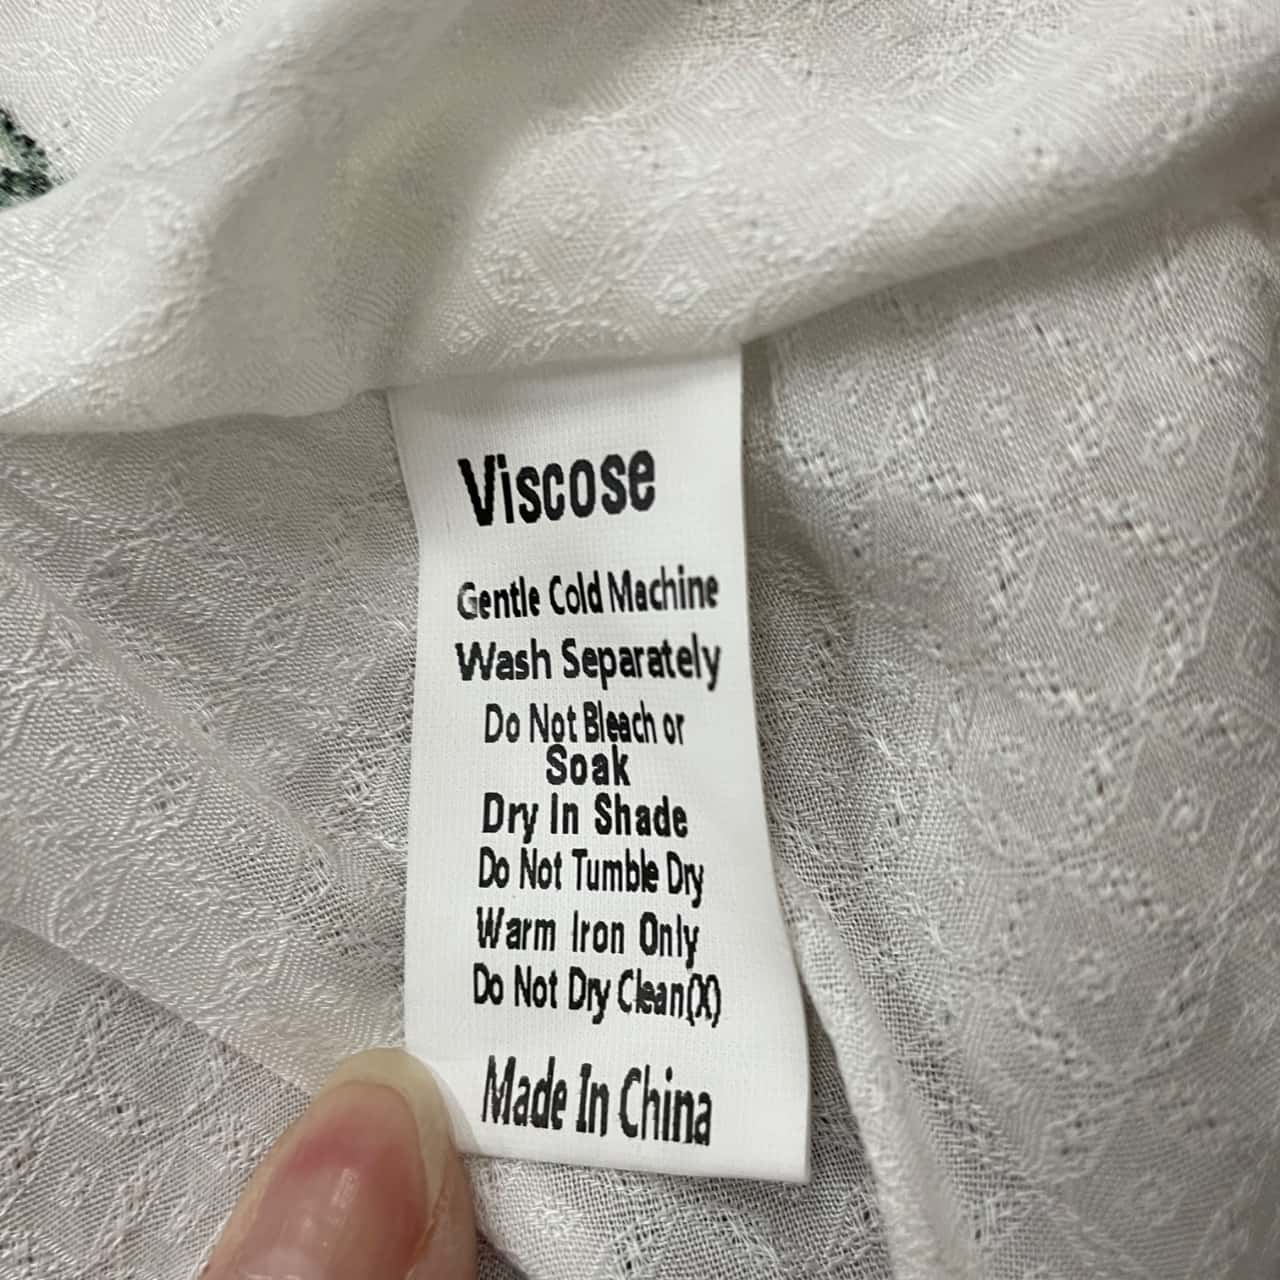 Viscose
Gentle Cold Machine
Wash Separately
Do Not Bleach or
Soak
Dry In Shade
Do Not Tumble Dry
Warm Iron Only
Do Not Dry Clean(X)
Made In China